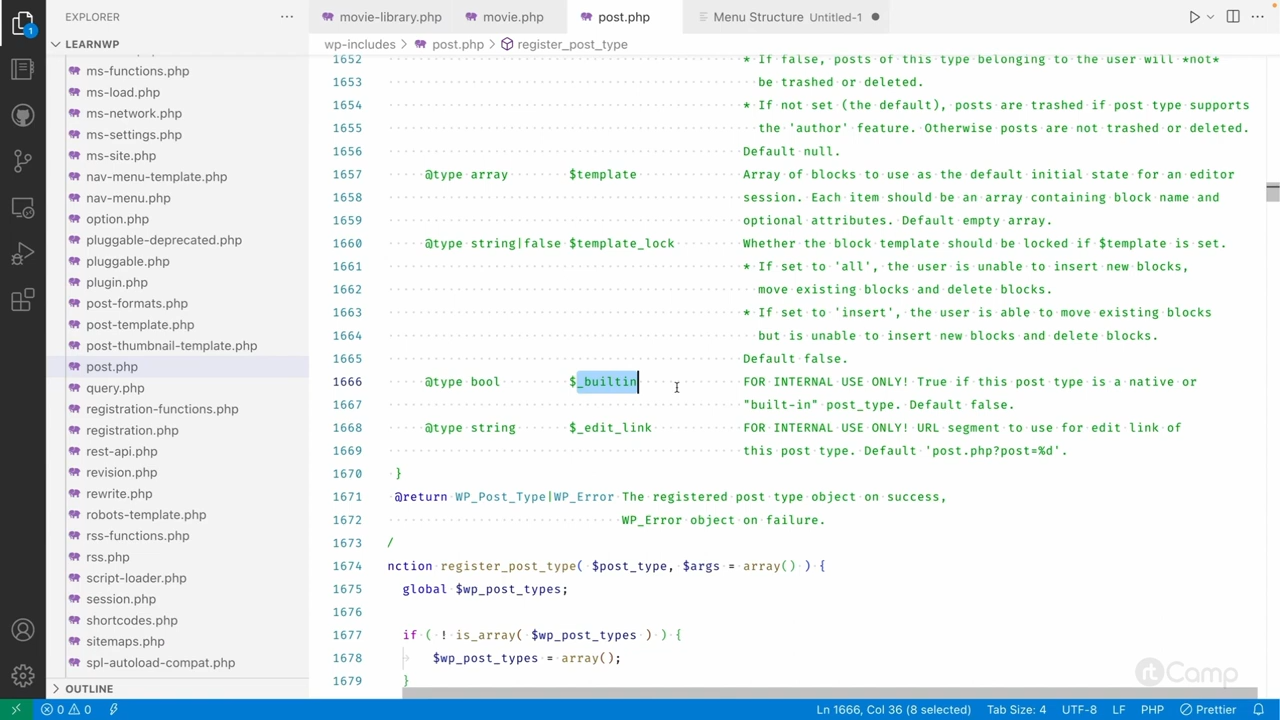 EXPLORER
LEARNWP
ms-functions.php
ms-load.php
ms-network.php
ms-settings.php
ms-site.php
nav-menu-template.php
nav-menu.php
option.php
pluggable-deprecated.php
pluggable.php
plugin.php
post-formats.php
post-template.php
post-thumbnail-template.php
post.php
query.php
registration-functions.php
registration.php
rest-api.php
revision.php
rewrite.php
robots-template.php
rss-functions.php
rss.php
script-loader.php
session.php
shortcodes.php
sitemaps.php
spl-autoload-compat.php
OUTLINE
movie-library.php movie.php post.php Menu Structure Untitled-1
wp-includes > post.php > register_post_type
1652 * If false, posts of this type belonging to the user will *not*
1653 be trashed or deleted.
1654 * If not set (the default), posts are trashed if post type supports
1655 the 'author' feature. Otherwise posts are not trashed or deleted.
1656 Default null.
1657 @type array $template Array of blocks to use as the default initial state for an editor
1658 session. Each item should be an array containing block name and
1659 optional attributes. Default empty array.
1660 @type string|false $template_lock Whether the block template should be locked if $template is set.
1661 * If set to 'all', the user is unable to insert new blocks,
1662 move existing blocks and delete blocks.
1663 * If set to 'insert', the user is able to move existing blocks
1664 but is unable to insert new blocks and delete blocks.
1665 Default false.
1666 @type bool $_builtin FOR INTERNAL USE ONLY! True if this post type is a native or
1667 "built-in" post_type. Default false.
1668 @type string $_edit_link FOR INTERNAL USE ONLY! URL segment to use for edit link of
1669 this post type. Default 'post.php?post=%d'.
1670 }
1671 @return WP_Post_Type|WP_Error The registered post type object on success,
1672 WP_Error object on failure.
1673 /
1674 nction register_post_type( $post_type, $args = array() ) {
1675 global $wp_post_types;
1676
1677 if ( ! is_array( $wp_post_types ) ) {
1678 $wp_post_types = array();
1679 }
rtCamp
1
0 0 Ln 1666, Col 36 (8 selected) Tab Size: 4 UTF-8 LF PHP Prettier